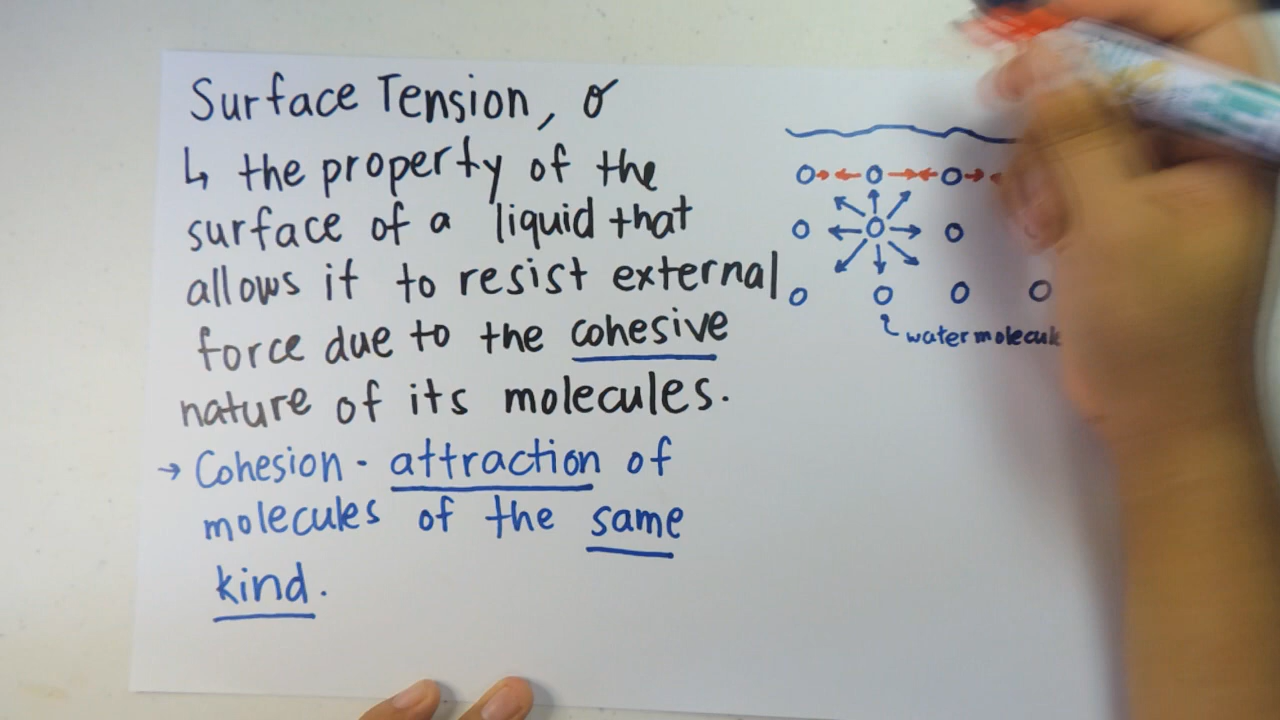 Surface Tension, σ
↳ the property of the
surface of a liquid that
allows it to resist external
force due to the cohesive
nature of its molecules.
→ Cohesion - attraction of
molecules of the same
kind.
water